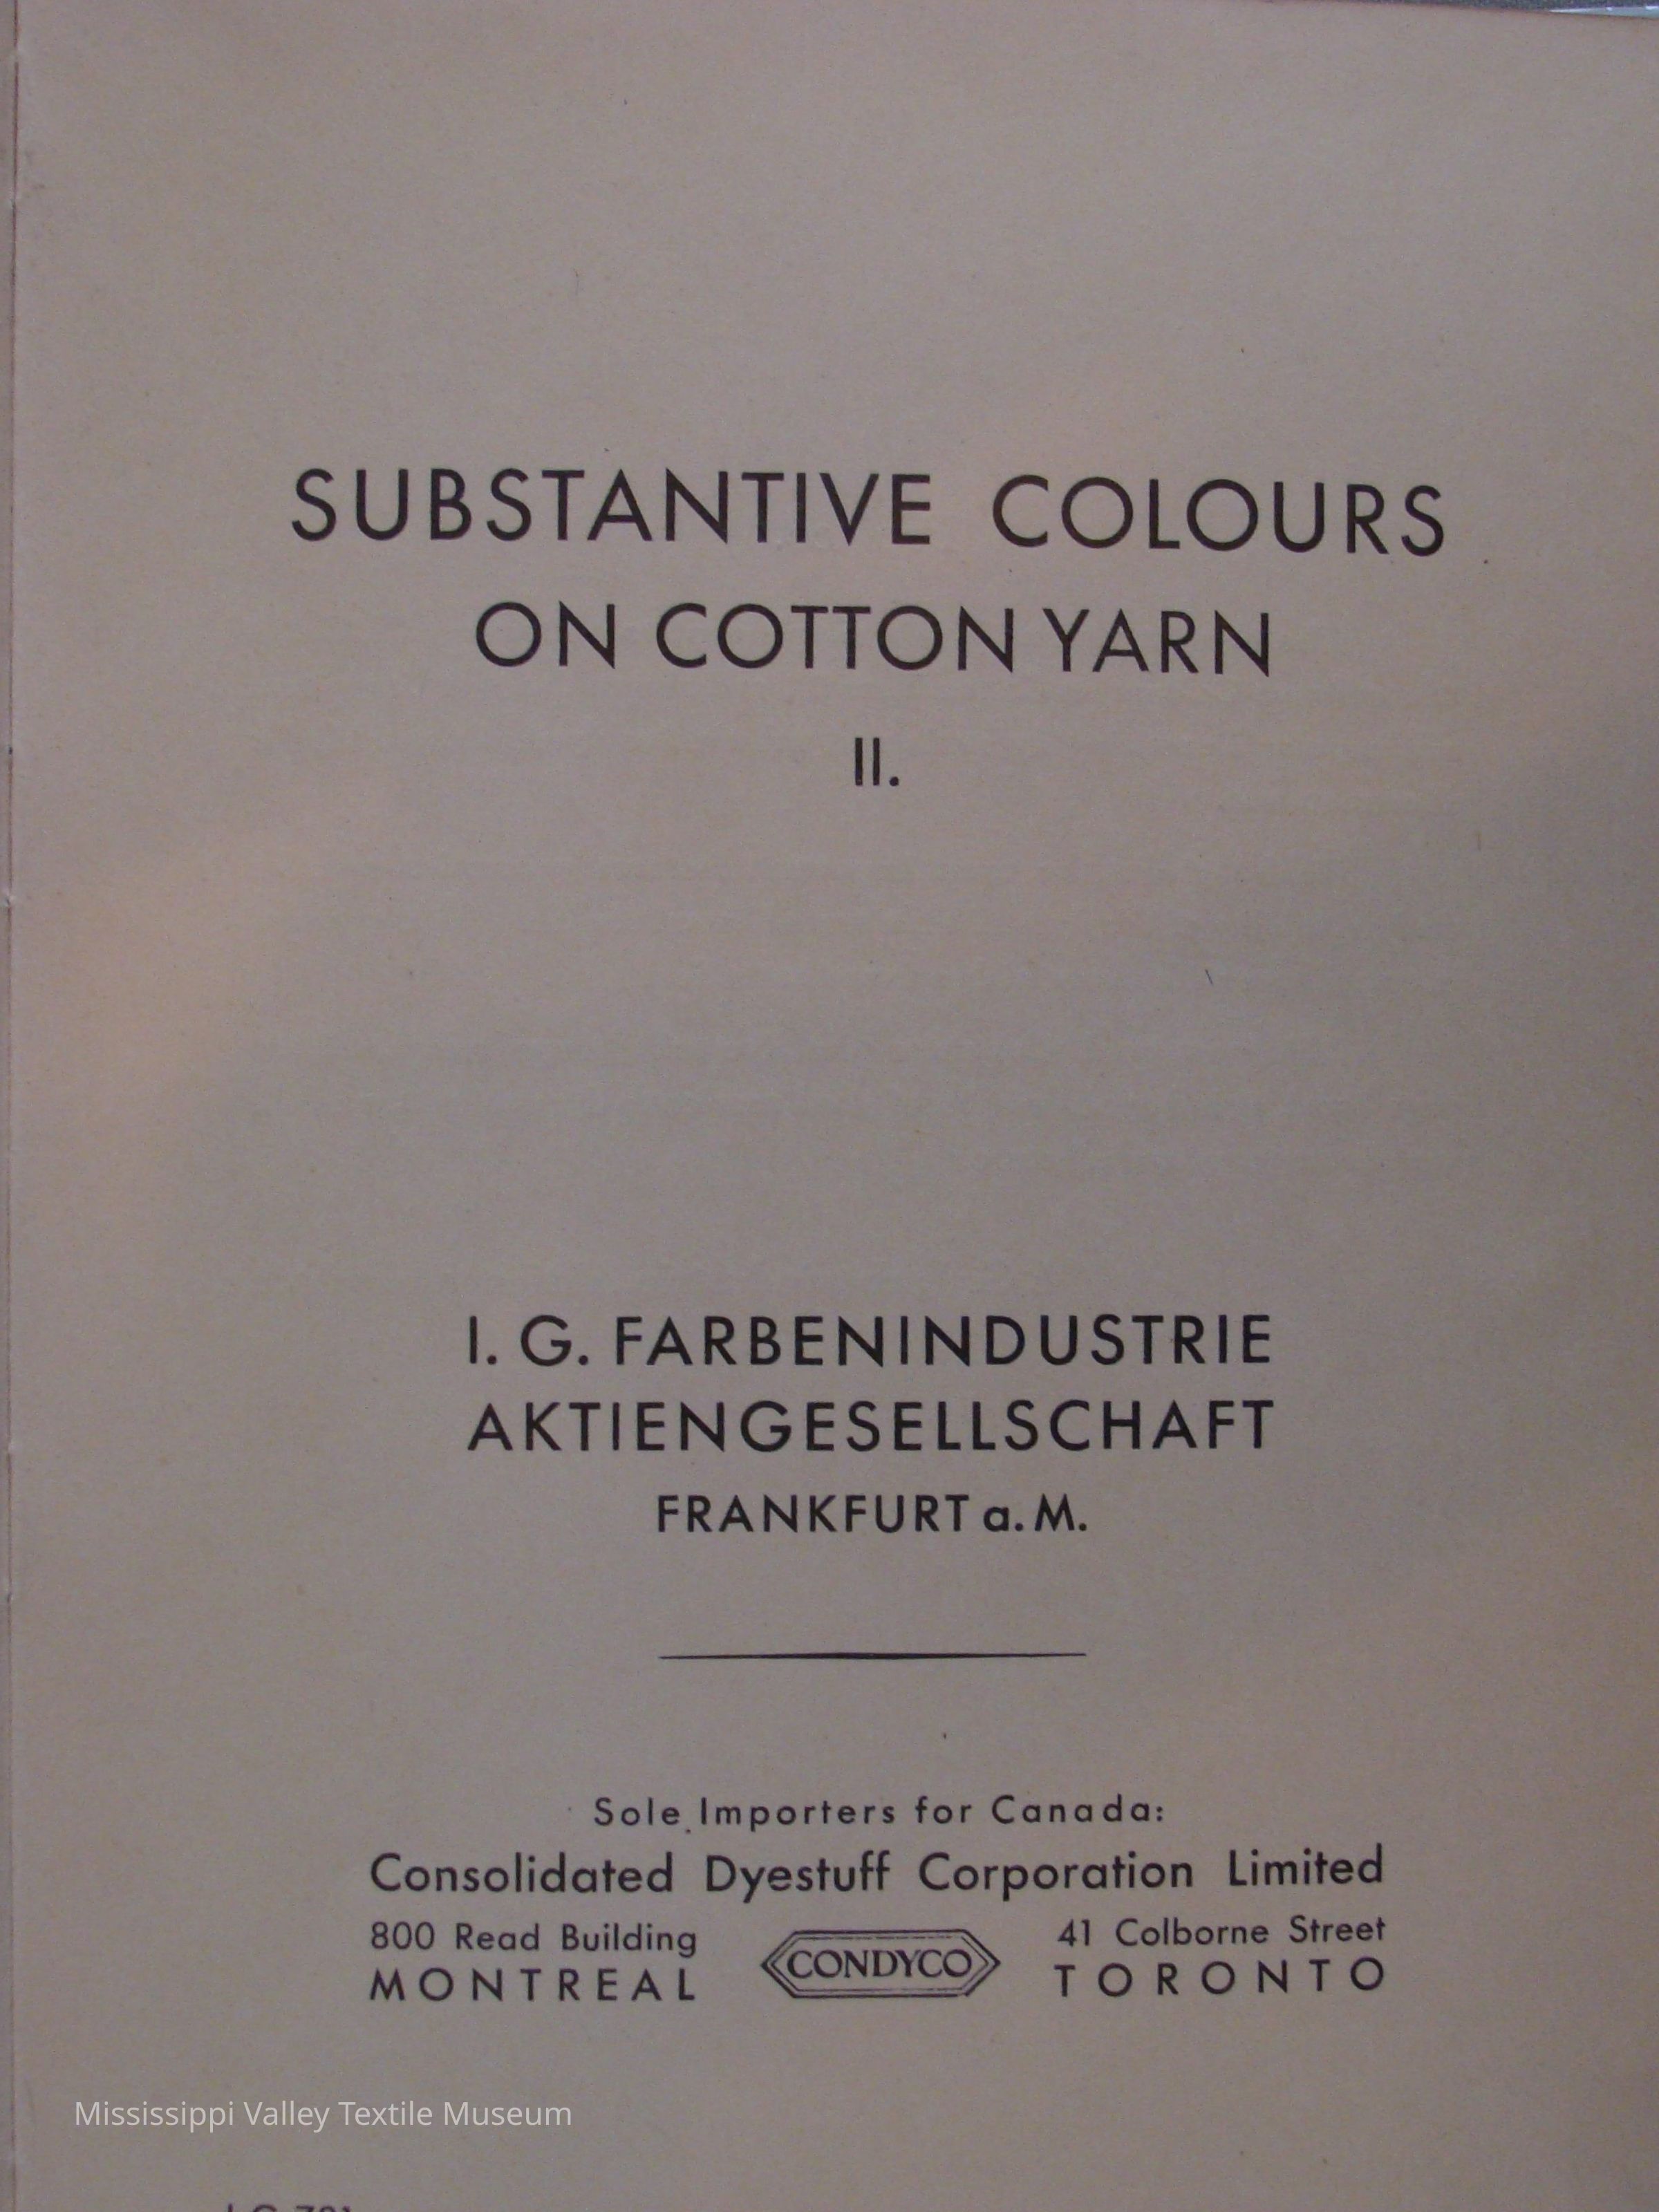 SUBSTANTIVE COLOURS
ON COTTON YARN
II.
I. G. FARBENINDUSTRIE
AKTIENGESELLSCHAFT
FRANKFURT a. M.
Sole Importers for Canada:
Consolidated Dyestuff Corporation Limited
800 Read Building
MONTREAL
CONDYCO
41 Colborne Street
TORONTO
Mississippi Valley Textile Museum